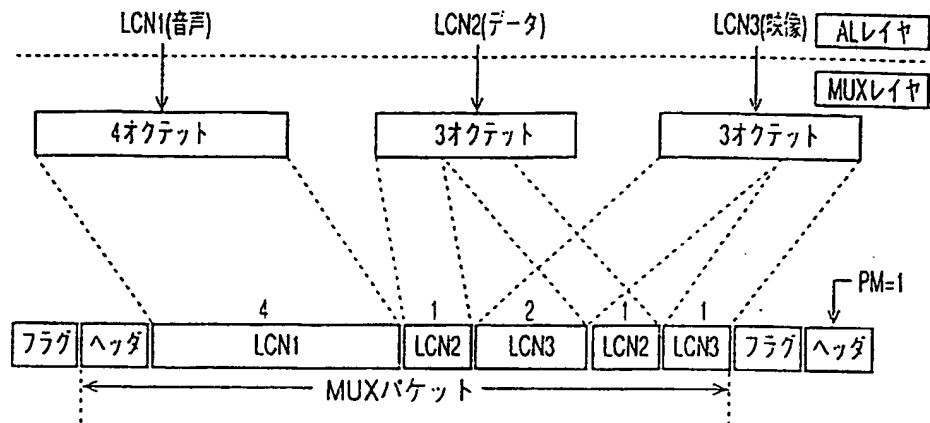 LCN1(音声) LCN2(データ) LCN3(映像) ALレイヤ
MUXレイヤ
4オクテット 3オクテット 3オクテット
PM=1
4 1 2 1 1
フラグ ヘッダ LCN1 LCN2 LCN3 LCN2 LCN3 フラグ ヘッダ
MUXパケット